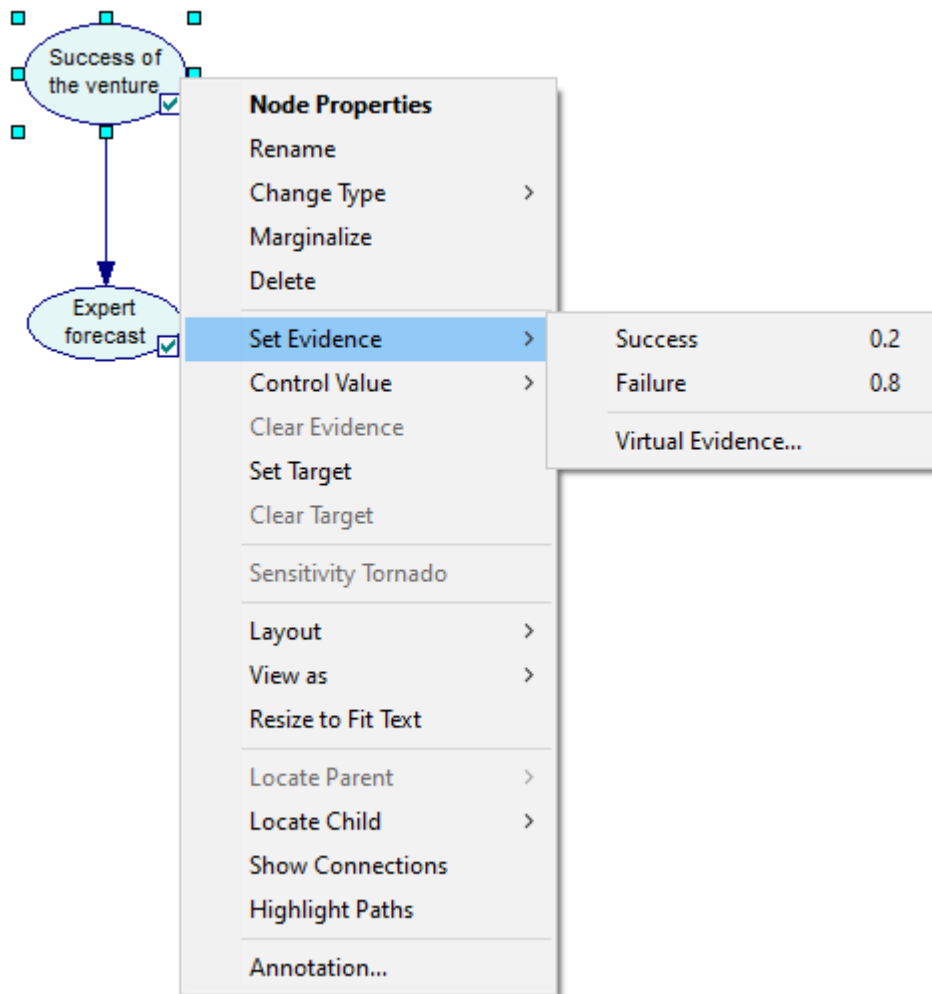 Success of
the venture
Node Properties
Rename
Change Type
Marginalize
Delete
Expert
forecast
Set Evidence
Success 0.2
Control Value
Failure 0.8
Clear Evidence
Virtual Evidence...
Set Target
Clear Target
Sensitivity Tornado
Layout
View as
Resize to Fit Text
Locate Parent
Locate Child
Show Connections
Highlight Paths
Annotation...